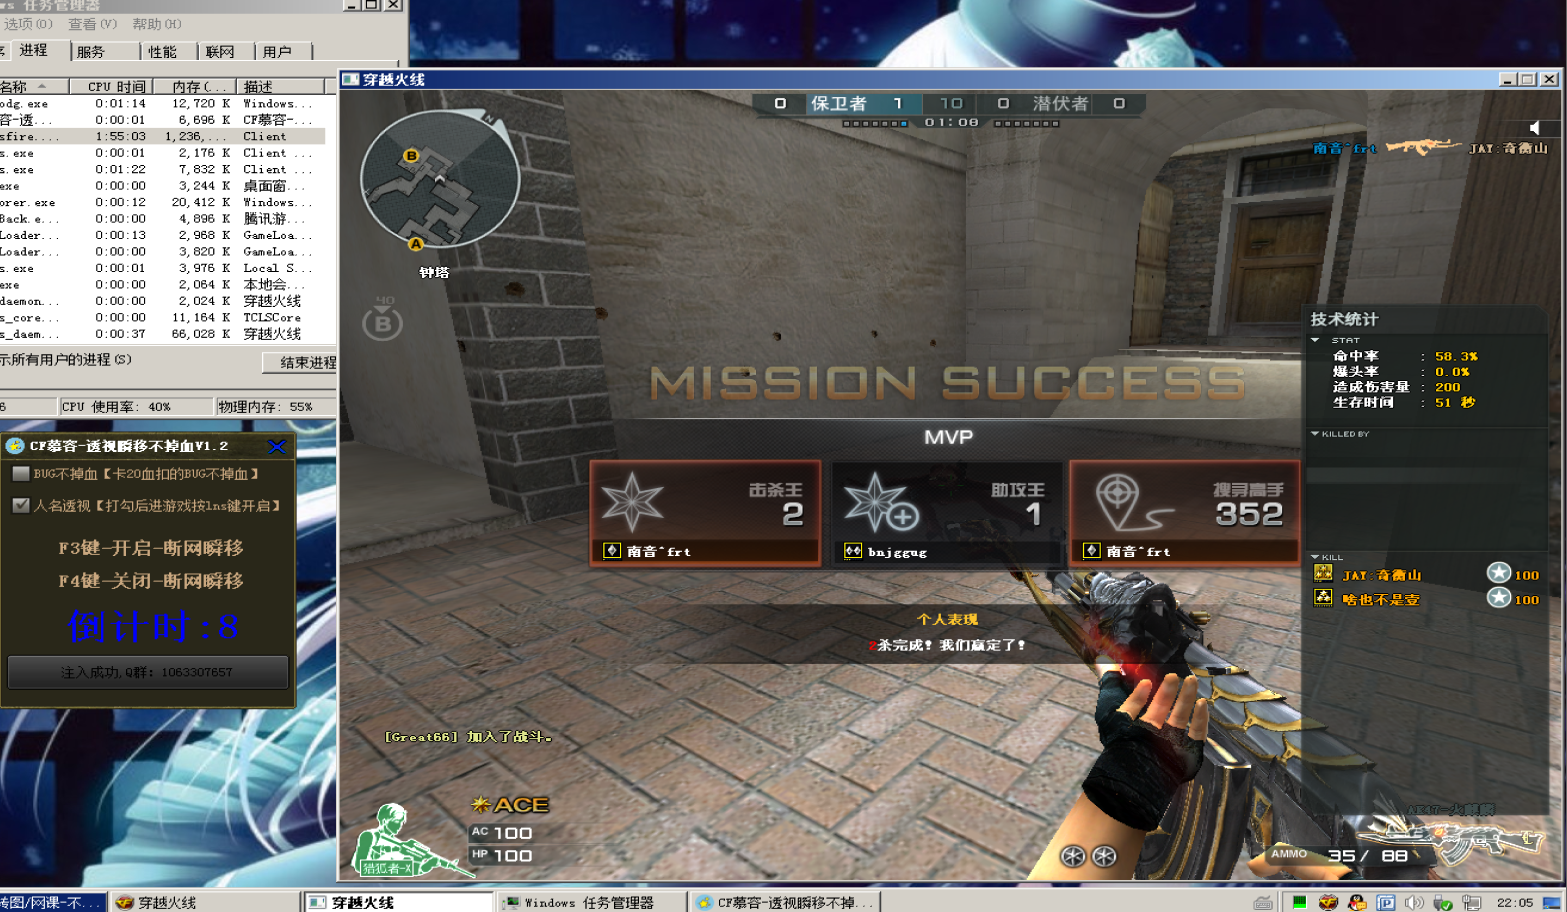 ws 任务管理器
选项(O) 查看(V) 帮助(H)
进程 服务 性能 联网 用户
名称 CPU 时间 内存(... 描述
odg.exe 0:01:14 12,720 K Windows...
容-透... 0:00:01 6,696 K CF慕容-...
sfire.... 1:55:03 1,236,... Client
s.exe 0:00:01 2,176 K Client ...
s.exe 0:01:22 7,832 K Client ...
exe 0:00:00 3,244 K 桌面窗...
orer.exe 0:00:12 20,412 K Windows...
Back.e... 0:00:00 4,896 K 腾讯游...
Loader... 0:00:13 2,968 K GameLoa...
Loader... 0:00:00 3,820 K GameLoa...
s.exe 0:00:01 3,976 K Local S...
exe 0:00:00 2,064 K 本地会...
daemon... 0:00:00 2,024 K 穿越火线
s_core... 0:00:00 11,164 K TCLSCore
s_daem... 0:00:37 66,028 K 穿越火线
示所有用户的进程(S) 结束进程
6 CPU 使用率: 40% 物理内存: 55%
CF慕容-透视瞬移不掉血V1.2
BUG不掉血【卡20血扣的BUG不掉血】
人名透视【打勾后进游戏按lns键开启】
F3键-开启-断网瞬移
F4键-关闭-断网瞬移
倒计时:8
注入成功,Q群: 1063307657
穿越火线
0 保卫者 1 10 0 潜伏者 0
01:08
N
B
A
钟塔
40
B
南音^frt JAY:奇衡山
MISSION SUCCESS
MVP
击杀王
2
南音^frt
助攻王
1
bnjggug
搜寻高手
352
南音^frt
个人表现
2杀完成! 我们赢定了!
技术统计
STAT
命中率 : 58.3%
爆头率 : 0.0%
造成伤害量 : 200
生存时间 : 51 秒
KILLED BY
KILL
JAY:奇衡山 100
啥也不是壹 100
[Great66] 加入了战斗。
ACE
AC 100
HP 100
猎狐者-X
AK47-火麒麟
AMMO 35/ 88
转图/网课-不... 穿越火线 穿越火线 Windows 任务管理器 CF慕容-透视瞬移不掉... 22:05